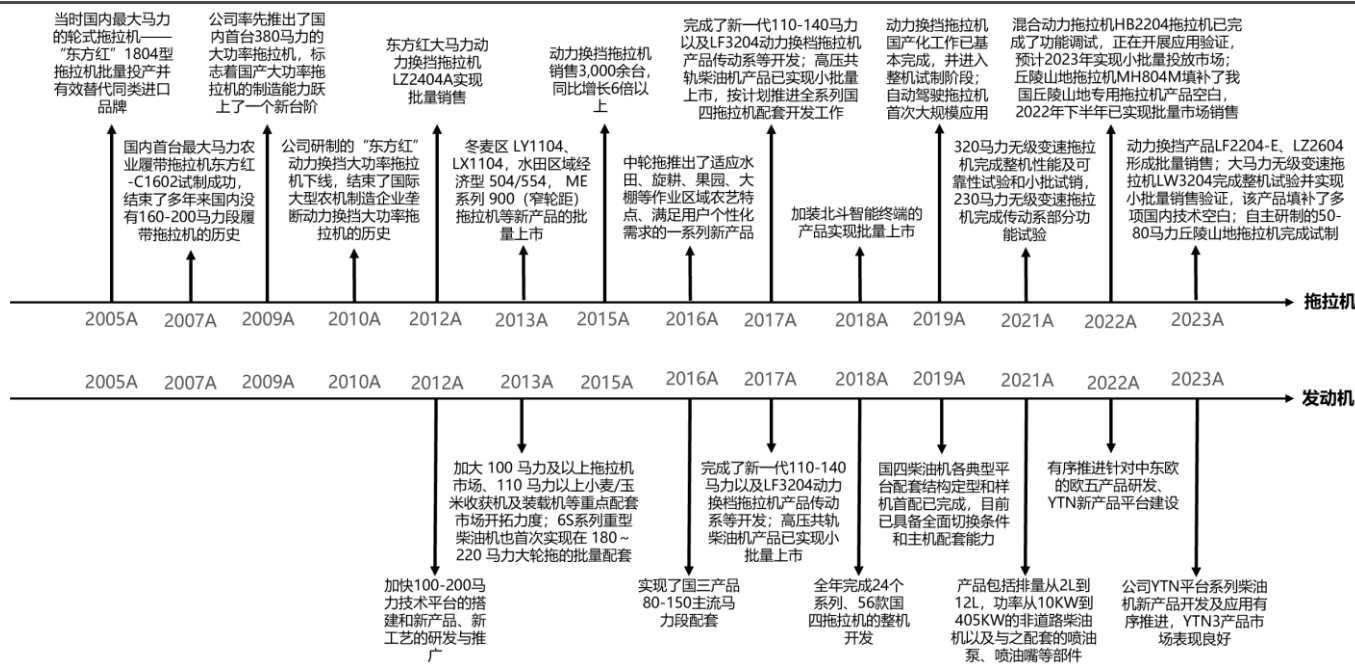 当时国内最大马力
的轮式拖拉机——
“东方红”1804型
拖拉机批量投产并
有效替代同类进口
品牌
国内首台最大马力农
业履带拖拉机东方红
-C1602试制成功，
结束了多年来国内没
有160-200马力段履
带拖拉机的历史
公司率先推出了国
内首台380马力的
大功率拖拉机，标
志着国产大功率拖
拉机的制造能力跃
上了一个新台阶
公司研制的“东方红”
动力换挡大功率拖拉
机下线，结束了国际
大型农机制造企业垄
断动力换挡大功率拖
拉机的历史
东方红大马力动
力换挡拖拉机
LZ2404A实现
批量销售
冬麦区 LY1104、
LX1104，水田区域经
济型 504/554， ME
系列 900（窄轮距）
拖拉机等新产品的批
量上市
动力换挡拖拉机
销售3,000余台，
同比增长6倍以
上
中轮拖推出了适应水
田、旋耕、果园、大
棚等作业区域农艺特
点、满足用户个性化
需求的一系列新产品
完成了新一代110-140马力
以及LF3204动力换档拖拉机
产品传动系等开发；高压共
轨柴油机产品已实现小批量
上市，按计划推进全系列国
四拖拉机配套开发工作
加装北斗智能终端的
产品实现批量上市
动力换挡拖拉机
国产化工作已基
本完成，并进入
整机试制阶段；
自动驾驶拖拉机
首次大规模应用
320马力无级变速拖拉
机完成整机性能及可
靠性试验和小批试销，
230马力无级变速拖拉
机完成传动系部分功
能试验
混合动力拖拉机HB2204拖拉机已完
成了功能调试，正在开展应用验证，
预计2023年实现小批量投放市场；
丘陵山地拖拉机MH804M填补了我
国丘陵山地专用拖拉机产品空白，
2022年下半年已实现批量市场销售
动力换挡产品LF2204-E、LZ2604
形成批量销售；大马力无级变速拖
拉机LW3204完成整机试验并实现
小批量销售验证，该产品填补了多
项国内技术空白；自主研制的50-
80马力丘陵山地拖拉机完成试制
拖拉机
2005A 2007A 2009A 2010A 2012A 2013A 2015A 2016A 2017A 2018A 2019A 2021A 2022A 2023A
2005A 2007A 2009A 2010A 2012A 2013A 2015A 2016A 2017A 2018A 2019A 2021A 2022A 2023A
发动机
加快100-200马
力技术平台的搭
建和新产品、新
工艺的研发与推
广
加大 100 马力及以上拖拉机
市场、110 马力以上小麦/玉
米收获机及装载机等重点配套
市场开拓力度；6S系列重型
柴油机也首次实现在 180～
220 马力大轮拖的批量配套
实现了国三产品
80-150主流马
力段配套
完成了新一代110-140
马力以及LF3204动力
换档拖拉机产品传动
系等开发；高压共轨
柴油机产品已实现小
批量上市
全年完成24个
系列、56款国
四拖拉机的整机
开发
国四柴油机各典型平
台配套结构定型和样
机首配已完成，目前
已具备全面切换条件
和主机配套能力
产品包括排量从2L到
12L，功率从10KW到
405KW的非道路柴油
机以及与之配套的喷油
泵、喷油嘴等部件
有序推进针对中东欧
的欧五产品研发、
YTN新产品平台建设
公司YTN平台系列柴油
机新产品开发及应用有
序推进，YTN3产品市
场表现良好